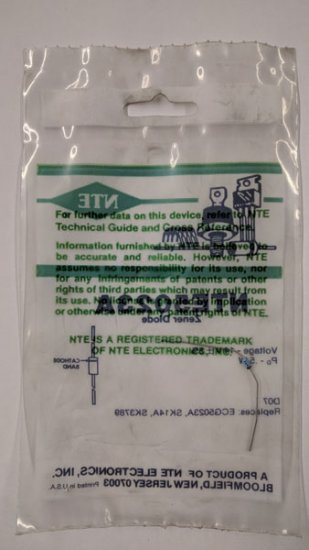 NTE
For further data on this device, refer to NTE
Technical Guide and Cross Reference.
Information furnished by NTE is believed to
be accurate and reliable. However, NTE
assumes no responsibility for its use, nor
for any infringements of patents or other
rights of third parties which may result from
its use. No license is granted by implication
or otherwise under any patent rights of NTE.
NTE5023A
Zener Diode
NTE IS A REGISTERED TRADEMARK
OF NTE ELECTRONICS, INC.
Voltage
CATHODE
BAND
D07
Replaces: ECG5023A, SK14A, SK3789
A PRODUCT OF NTE ELECTRONICS, INC.
BLOOMFIELD, NEW JERSEY 07003 Printed in U.S.A.